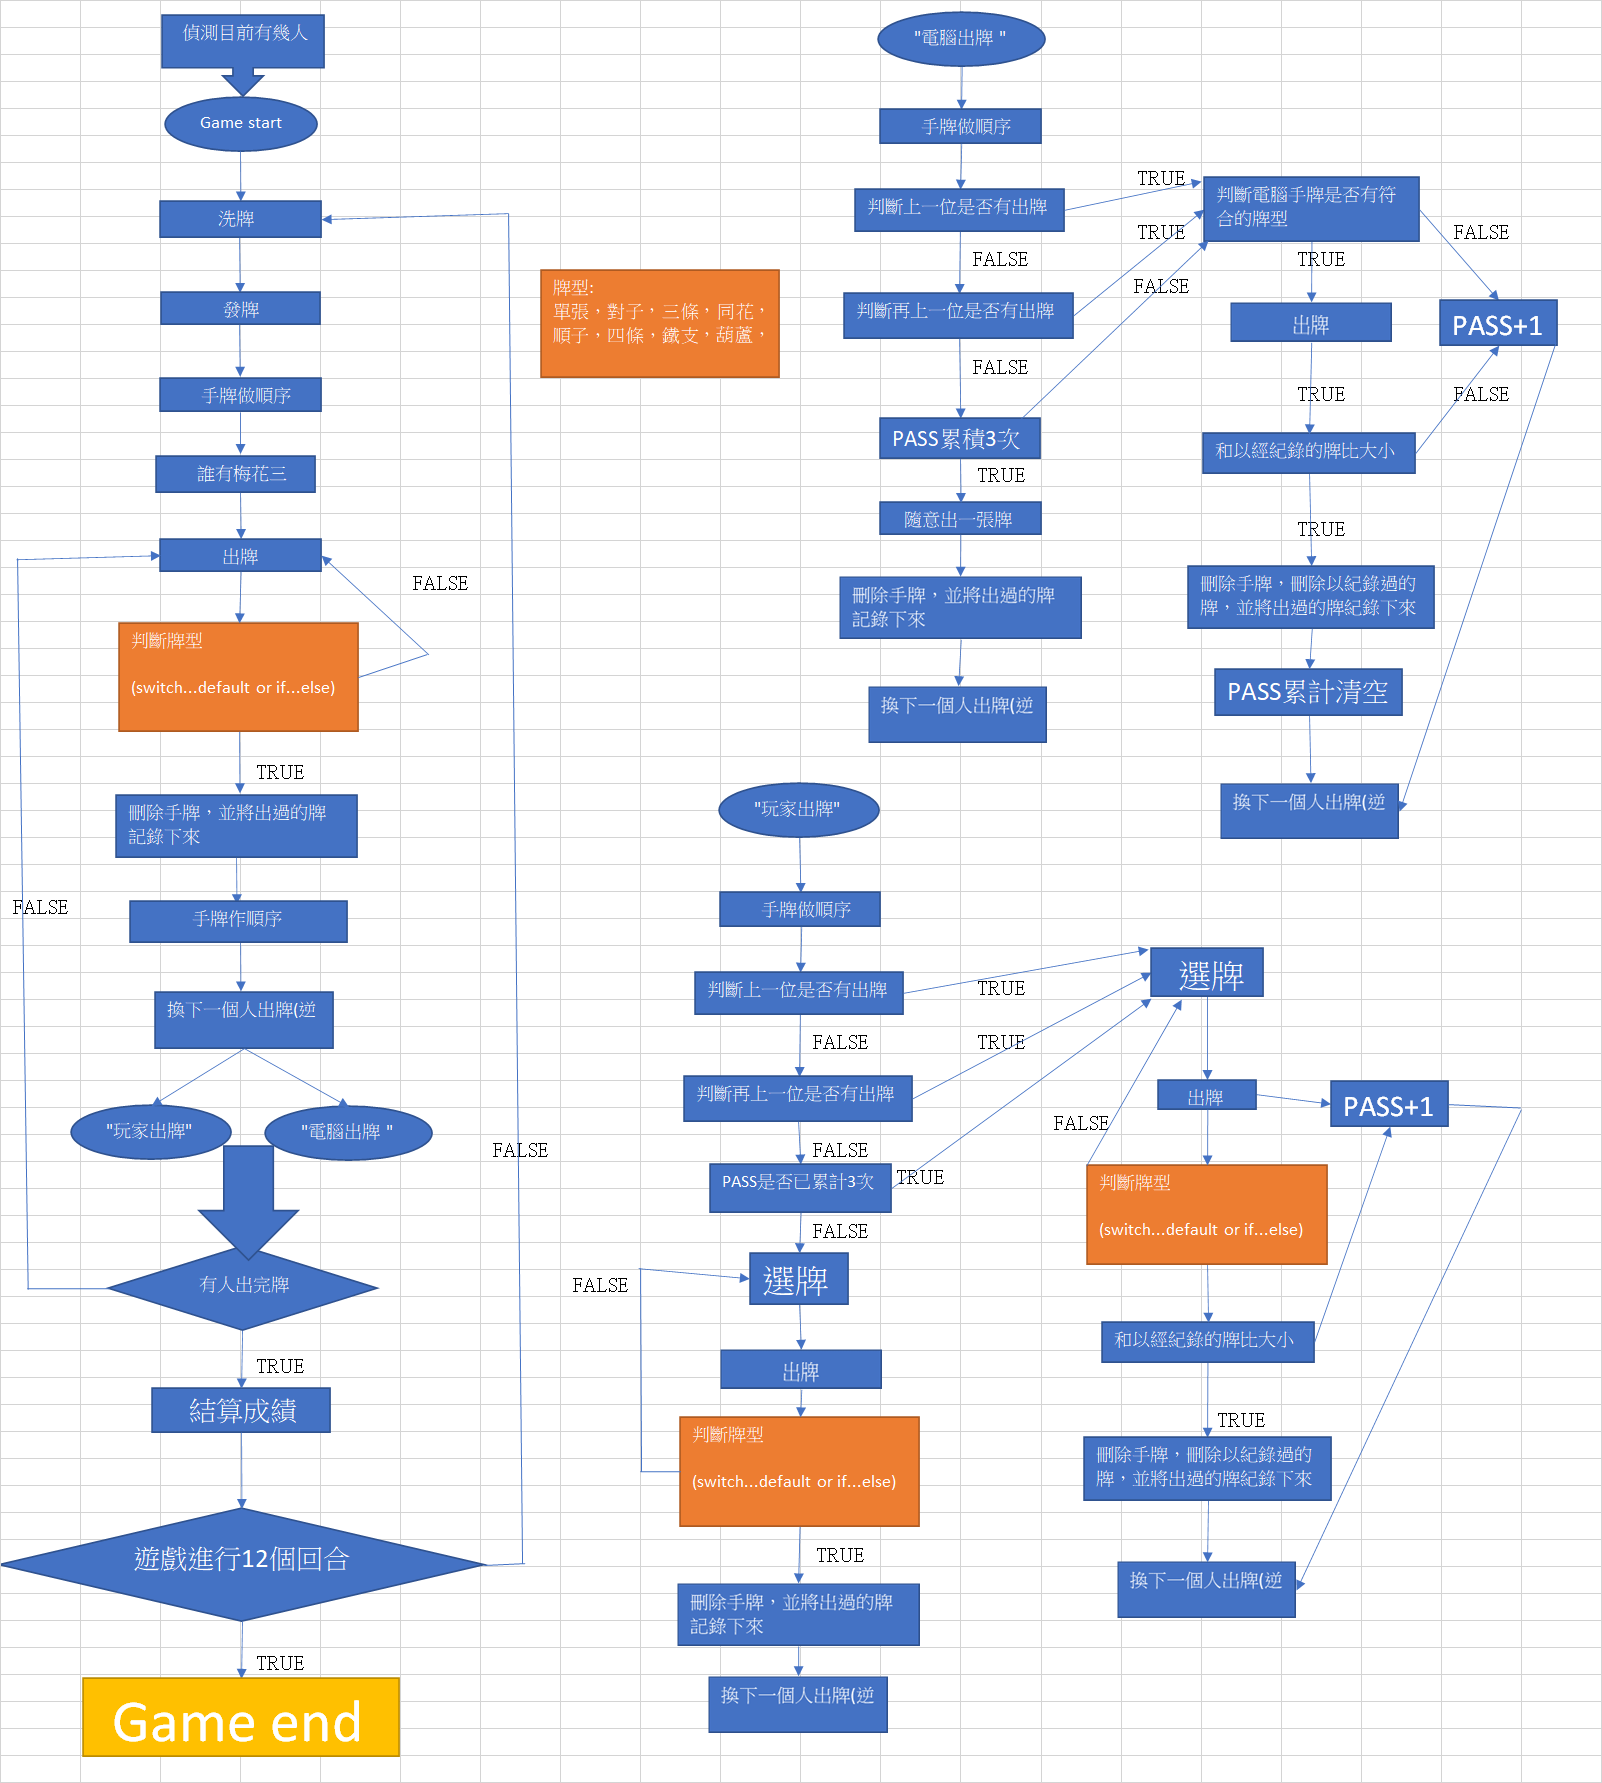 偵測目前有幾人
Game start
洗牌
發牌
手牌做順序
誰有梅花三
出牌
FALSE
判斷牌型
(switch...default or if...else)
TRUE
刪除手牌，並將出過的牌
記錄下來
FALSE
手牌作順序
換下一個人出牌(逆
"玩家出牌"
"電腦出牌 "
FALSE
有人出完牌
TRUE
結算成績
遊戲進行12個回合
TRUE
Game end
牌型:
單張，對子，三條，同花，
順子，四條，鐵支，葫蘆，
"電腦出牌 "
手牌做順序
判斷上一位是否有出牌
TRUE
FALSE
判斷再上一位是否有出牌
TRUE
FALSE
FALSE
PASS累積3次
TRUE
隨意出一張牌
刪除手牌，並將出過的牌
記錄下來
換下一個人出牌(逆
判斷電腦手牌是否有符
合的牌型
FALSE
TRUE
出牌
PASS+1
TRUE
FALSE
和以經紀錄的牌比大小
TRUE
刪除手牌，刪除以紀錄過的
牌，並將出過的牌紀錄下來
PASS累計清空
換下一個人出牌(逆
"玩家出牌"
手牌做順序
判斷上一位是否有出牌
TRUE
FALSE
判斷再上一位是否有出牌
TRUE
FALSE
PASS是否已累計3次
TRUE
FALSE
選牌
FALSE
出牌
判斷牌型
(switch...default or if...else)
TRUE
刪除手牌，並將出過的牌
記錄下來
換下一個人出牌(逆
選牌
出牌
PASS+1
FALSE
判斷牌型
(switch...default or if...else)
和以經紀錄的牌比大小
TRUE
刪除手牌，刪除以紀錄過的
牌，並將出過的牌紀錄下來
換下一個人出牌(逆